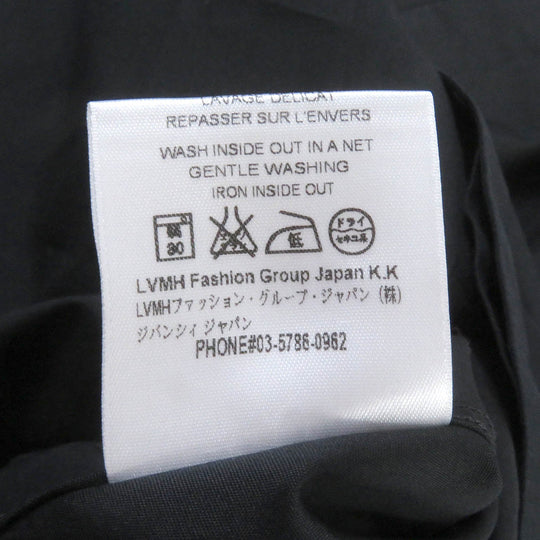 LAVAGE DELICAT
REPASSER SUR L'ENVERS
WASH INSIDE OUT IN A NET
GENTLE WASHING
IRON INSIDE OUT
30
低
ドライ
セキユ系
LVMH Fashion Group Japan K.K
LVMHファッション・グループ・ジャパン (株)
ジバンシィ ジャパン
PHONE#03-5786-0962